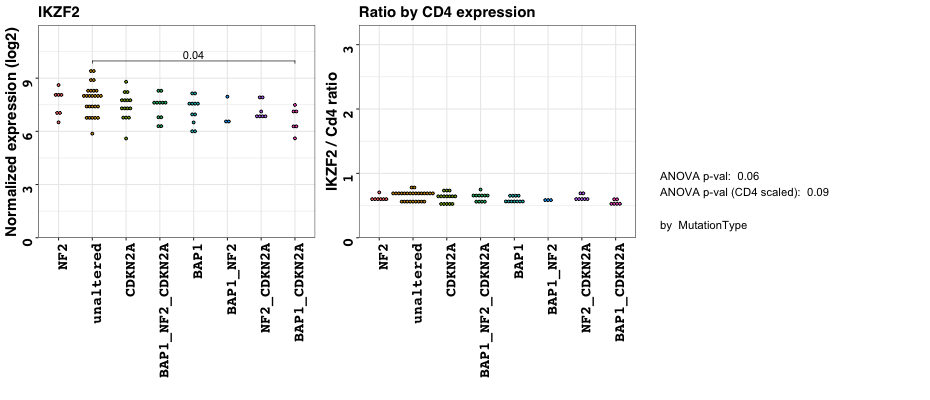 IKZF2
Normalized expression (log2)
0
3
6
9
0.04
NF2
unaltered
CDKN2A
BAP1_NF2_CDKN2A
BAP1
BAP1_NF2
NF2_CDKN2A
BAP1_CDKN2A
Ratio by CD4 expression
IKZF2 / Cd4 ratio
0
1
2
3
NF2
unaltered
CDKN2A
BAP1_NF2_CDKN2A
BAP1
BAP1_NF2
NF2_CDKN2A
BAP1_CDKN2A
ANOVA p-val: 0.06
ANOVA p-val (CD4 scaled): 0.09
by MutationType